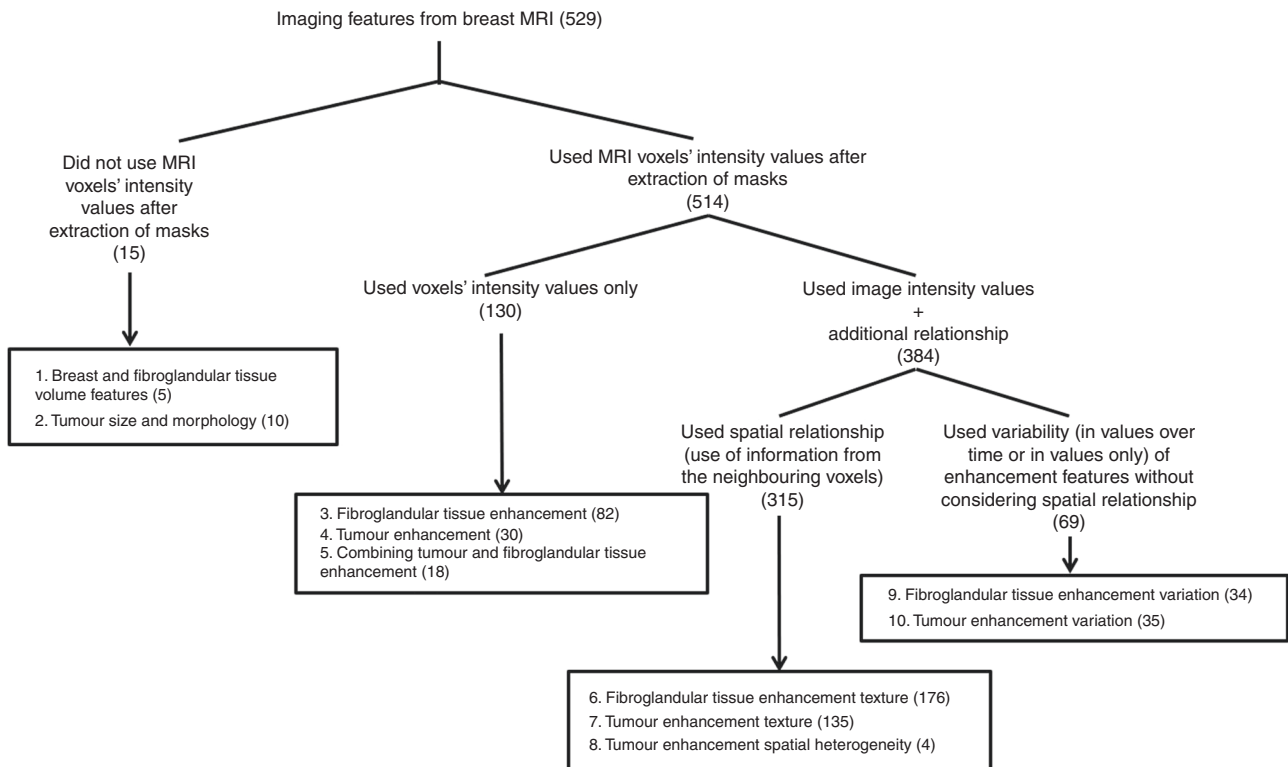 Imaging features from breast MRI (529)
Did not use MRI
voxels’ intensity
values after
extraction of masks
(15)
Used MRI voxels’ intensity values after
extraction of masks
(514)
Used voxels’ intensity values only
(130)
Used image intensity values
+
additional relationship
(384)
1. Breast and fibroglandular tissue
volume features (5)
2. Tumour size and morphology (10)
Used spatial relationship
(use of information from
the neighbouring voxels)
(315)
Used variability (in values over
time or in values only) of
enhancement features without
considering spatial relationship
(69)
3. Fibroglandular tissue enhancement (82)
4. Tumour enhancement (30)
5. Combining tumour and fibroglandular tissue
enhancement (18)
9. Fibroglandular tissue enhancement variation (34)
10. Tumour enhancement variation (35)
6. Fibroglandular tissue enhancement texture (176)
7. Tumour enhancement texture (135)
8. Tumour enhancement spatial heterogeneity (4)